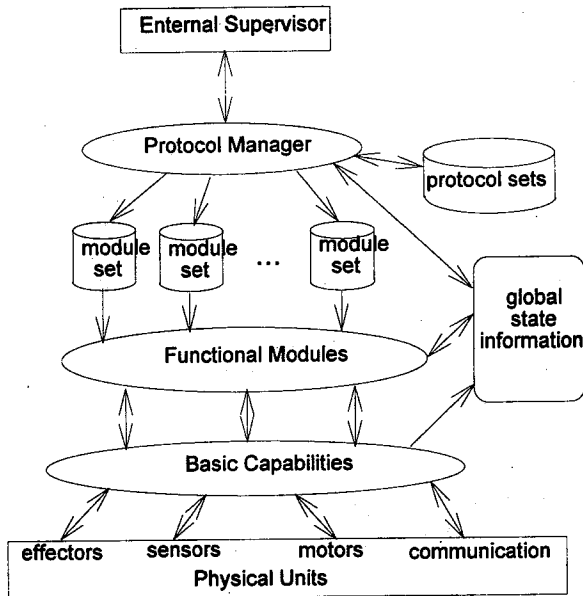 Enternal Supervisor
Protocol Manager
protocol sets
module
set
module
set
...
module
set
global
state
information
Functional Modules
Basic Capabilities
effectors
sensors
motors
communication
Physical Units